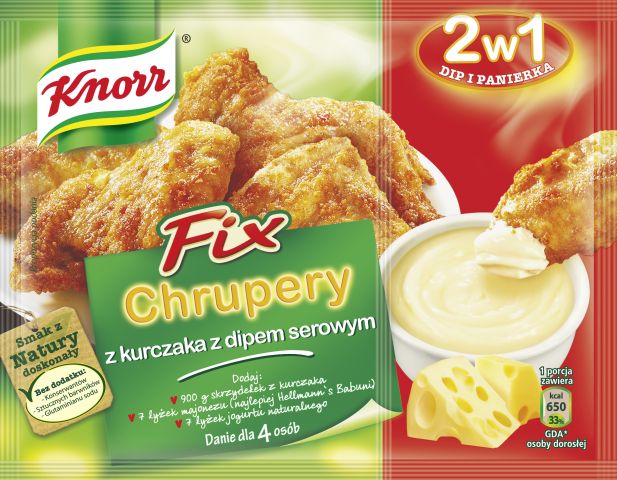 Knorr®
2w1
DIP I PANIERKA
Fix
Chrupery
z kurczaka z dipem serowym
Dodaj:
900 g skrzydełek z kurczaka
7 łyżek majonezu (najlepiej Hellmann's Babuni)
7 łyżek jogurtu naturalnego
Danie dla 4 osób
Smak z
Natury
doskonały
Bez dodatku:
- Konserwantów
- Sztucznych barwników
- Glutaminianu sodu
1 porcja
zawiera
kcal
650
33%
GDA*
osoby dorosłej